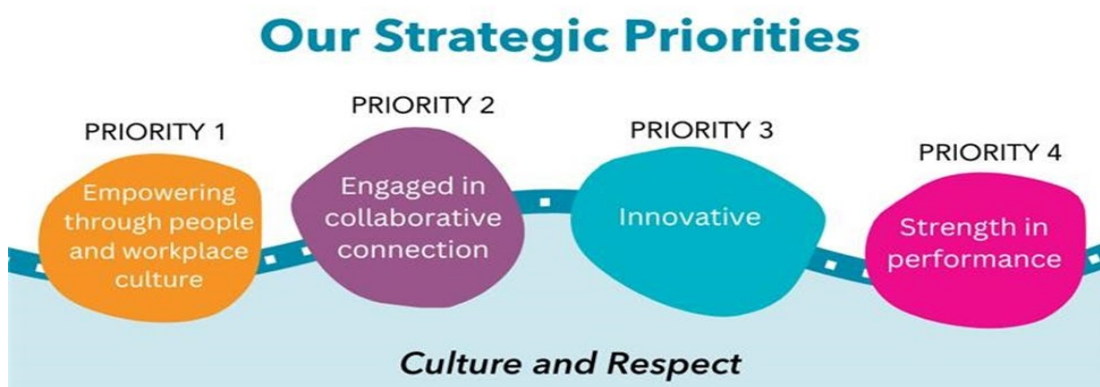 Our Strategic Priorities
PRIORITY 1
Empowering
through people
and workplace
culture
PRIORITY 2
Engaged in
collaborative
connection
PRIORITY 3
Innovative
PRIORITY 4
Strength in
performance
Culture and Respect